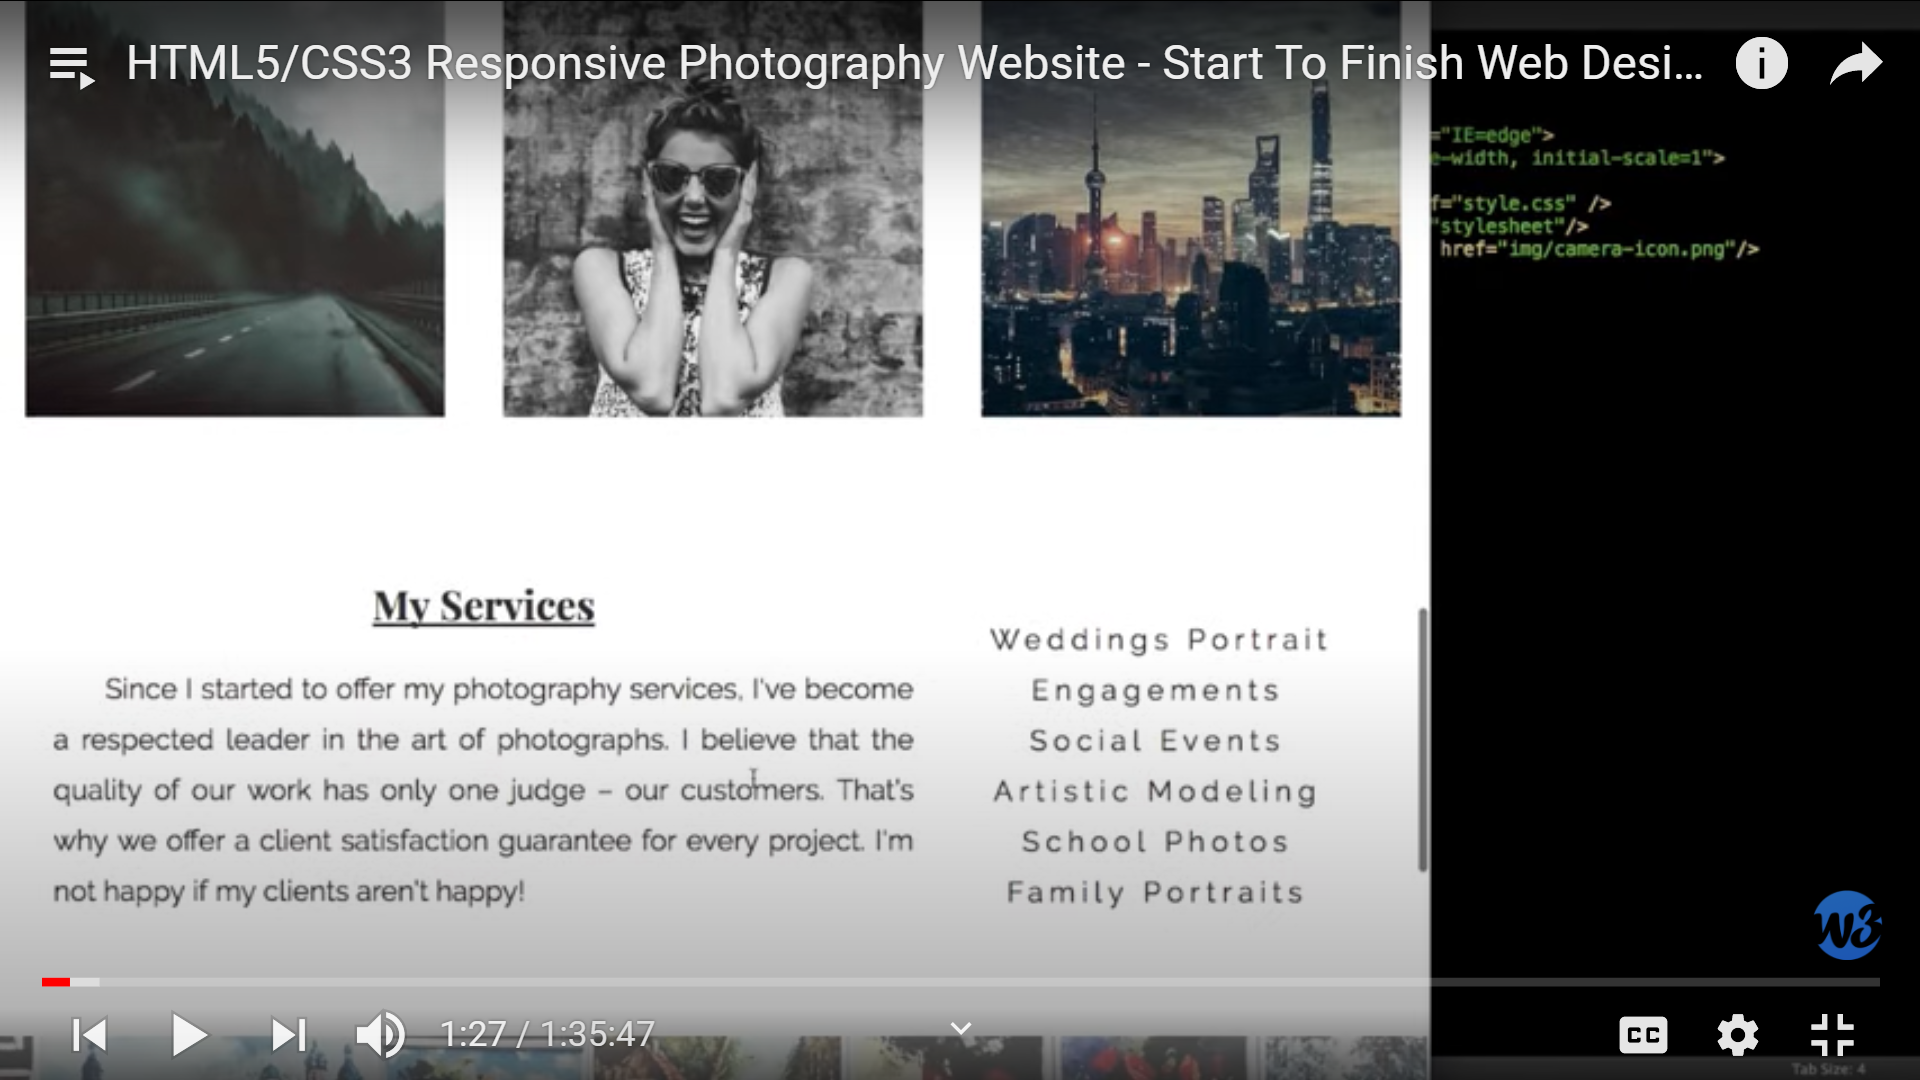 HTML5/CSS3 Responsive Photography Website - Start To Finish Web Desi...
="IE=edge">
e-width, initial-scale=1">
f="style.css" />
"stylesheet"/>
href="img/camera-icon.png"/>
My Services
Since I started to offer my photography services, I've become
a respected leader in the art of photographs. I believe that the
quality of our work has only one judge – our customers. That's
why we offer a client satisfaction guarantee for every project. I'm
not happy if my clients aren't happy!
Weddings Portrait
Engagements
Social Events
Artistic Modeling
School Photos
Family Portraits
W3
1:27 / 1:35:47
CC
Tab Size: 4